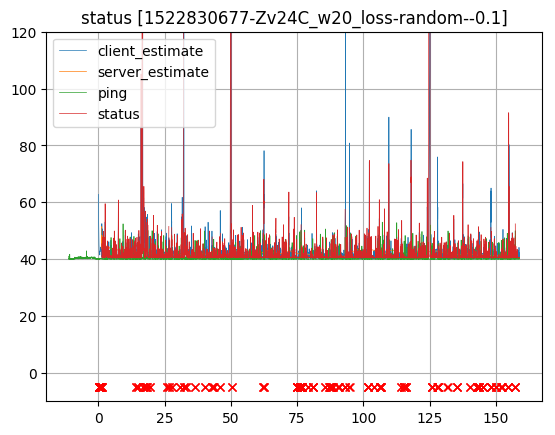 status [1522830677-Zv24C_w20_loss-random--0.1]
client_estimate
server_estimate
ping
status
120
100
80
60
40
20
0
0 25 50 75 100 125 150